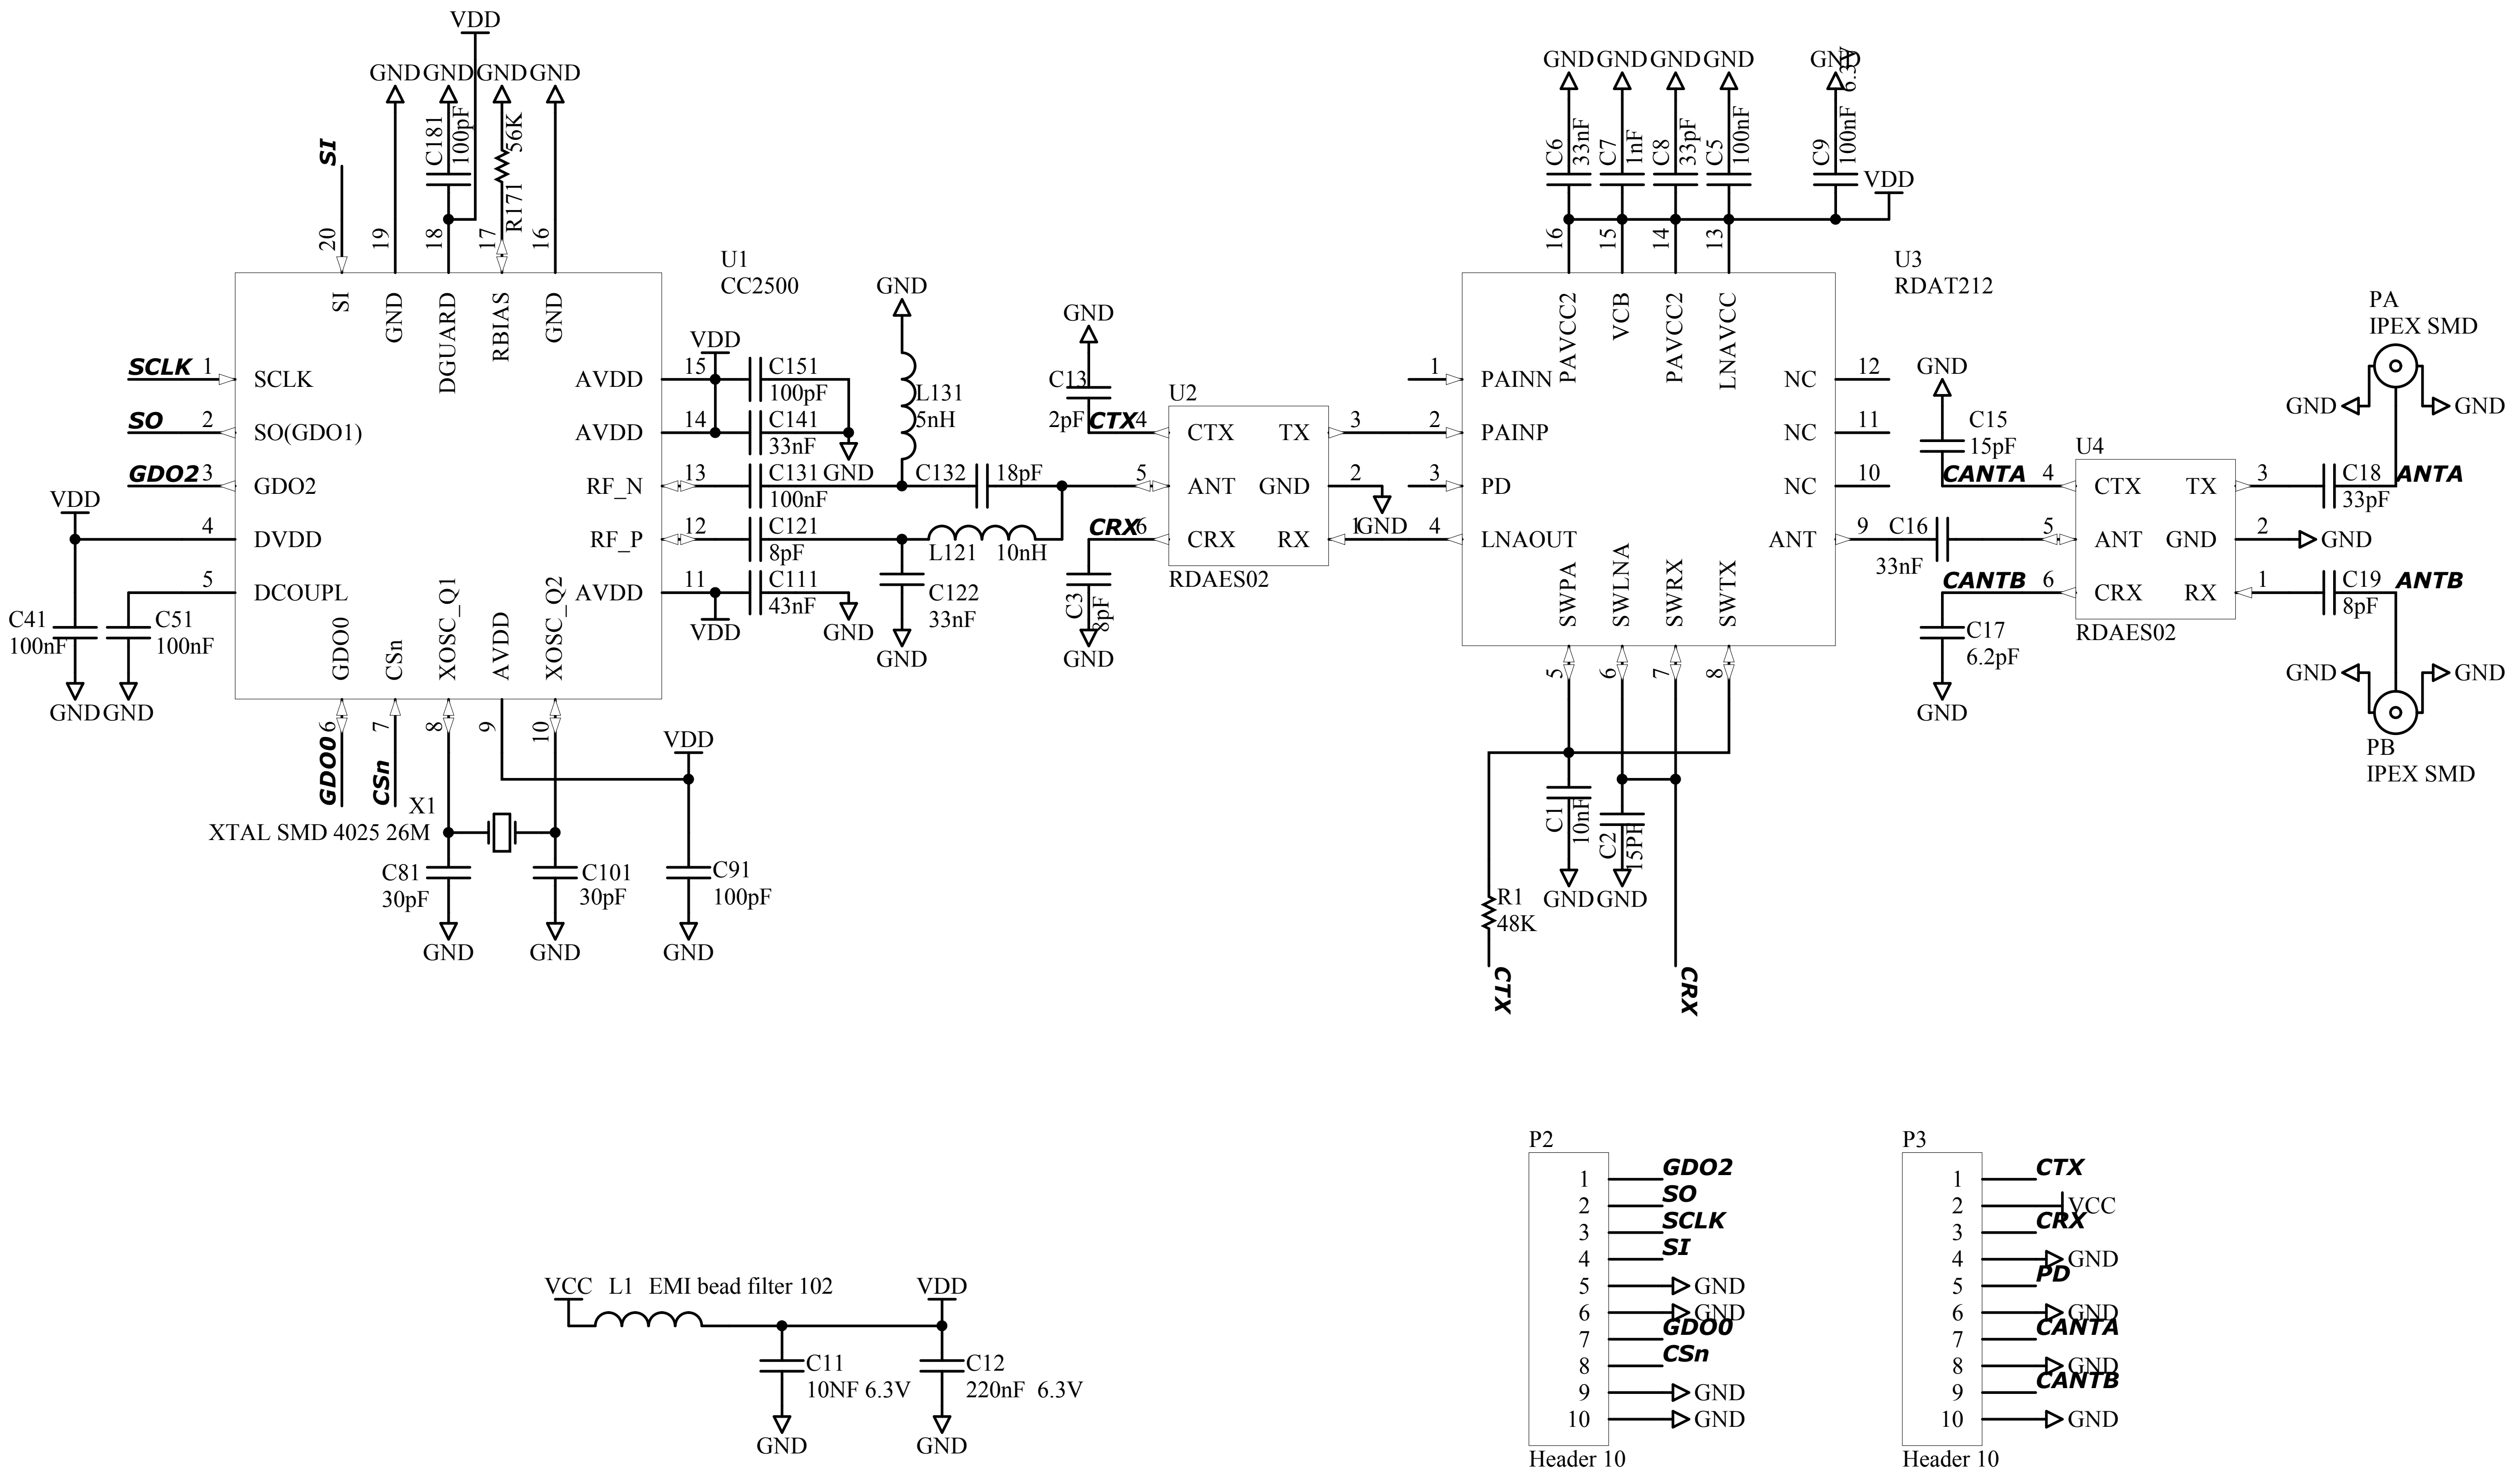 VDD
GND GND GND GND
SI
C181
100pF
56K
R171
20
19
18
17
16
U1
CC2500
SI
GND
DGUARD
RBIAS
GND
SCLK 1 SCLK
SO 2 SO(GDO1)
GDO2 3 GDO2
VDD
4 DVDD
5 DCOUPL
C41
100nF
C51
100nF
GND GND
GDO0
CSn
XOSC_Q1
AVDD
XOSC_Q2
6
7
8
9
10
GDO0
CSn
X1
XTAL SMD 4025 26M
C81
30pF
GND
C101
30pF
GND
VDD
C91
100pF
GND
VDD
AVDD 15 C151
100pF
AVDD 14 C141
33nF
GND
RF_N 13 C131
100nF
RF_P 12 C121
8pF
AVDD 11 C111
43nF
VDD
GND
GND
L131
5nH
C132 18pF
L121 10nH
C122
33nF
GND
GND
C13
2pF
CTX 4
5
CRX 6
C3
8pF
GND
U2
CTX TX 3
ANT GND 2
CRX RX 1
GND
RDAES02
GND GND GND GND GND
C6
33nF
C7
1nF
C8
33pF
C5
100nF
C9
100nF 6.3V
VDD
16
15
14
13
U3
RDAT212
PAVCC2
VCB
PAVCC2
LNAVCC
1 PAINN
2 PAINP
3 PD
4 LNAOUT
NC 12
NC 11
NC 10
ANT 9
SWPA
SWLNA
SWRX
SWTX
5
6
7
8
C1
10nF
C2
15PF
GND GND
R1
48K
CTX
CRX
GND
C15
15pF
CANTA 4
C16
33nF
5
CANTB 6
C17
6.2pF
GND
U4
CTX TX 3
ANT GND 2 GND
CRX RX 1
RDAES02
C18
33pF
ANTA
C19
8pF
ANTB
PA
IPEX SMD
GND GND
GND GND
PB
IPEX SMD
VCC L1 EMI bead filter 102 VDD
C11
10NF 6.3V
GND
C12
220nF 6.3V
GND
P2
1 GDO2
2 SO
3 SCLK
4 SI
5 GND
6 GND
7 GDO0
8 CSn
9 GND
10 GND
Header 10
P3
1 CTX
2 VCC
3 CRX
4 GND
5 PD
6 GND
7 CANTA
8 GND
9 CANTB
10 GND
Header 10